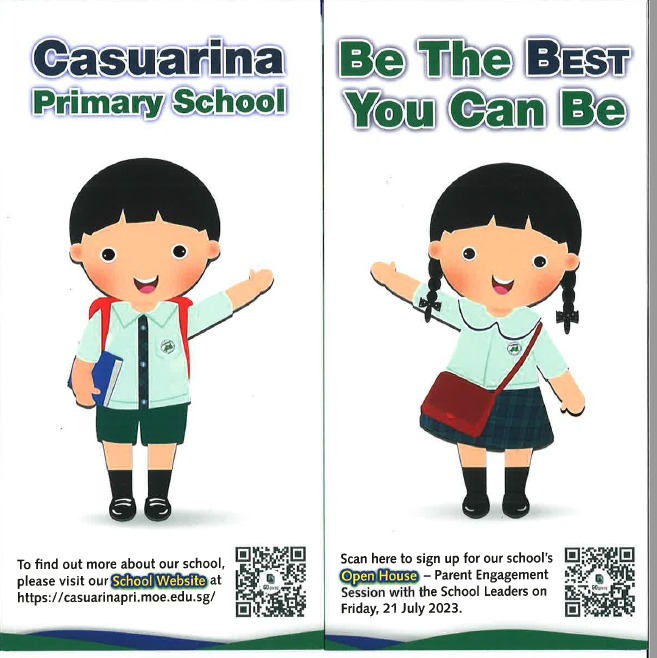 Casuarina
Primary School
To find out more about our school,
please visit our School Website at
https://casuarinapri.moe.edu.sg/
Be The BEST
You Can Be
Scan here to sign up for our school's
Open House – Parent Engagement
Session with the School Leaders on
Friday, 21 July 2023.